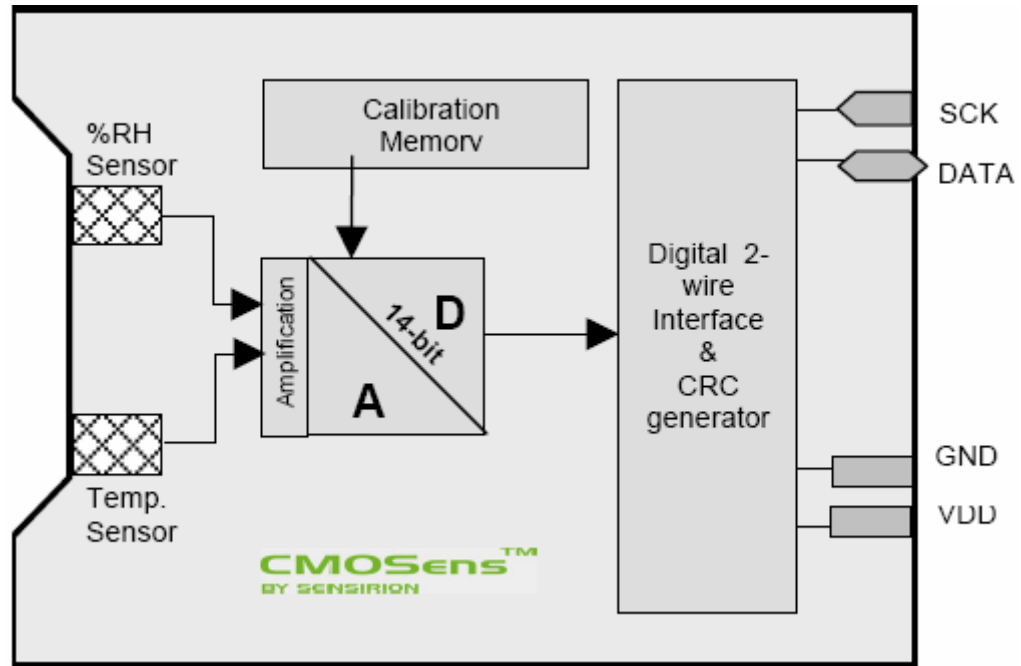 %RH
Sensor
Calibration
Memory
SCK
DATA
Amplification
14-bit
D
A
Digital 2-
wire
Interface
&
CRC
generator
Temp.
Sensor
GND
VDD
CMOSens™
BY SENSIRION